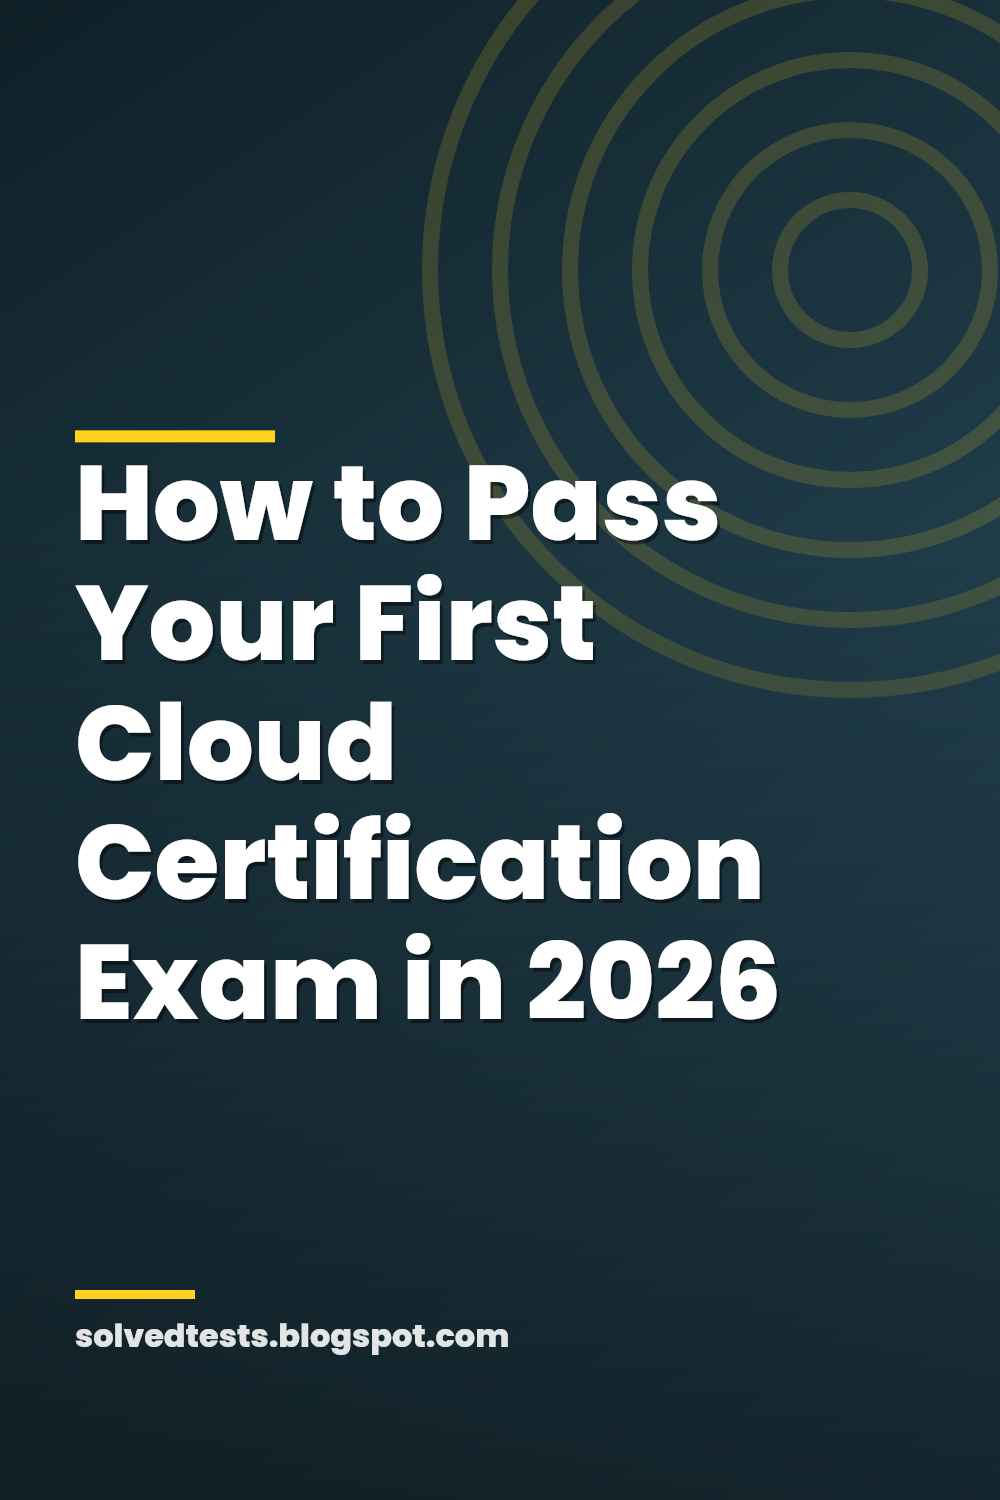 How to Pass
Your First
Cloud
Certification
Exam in 2026
solvedtests.blogspot.com